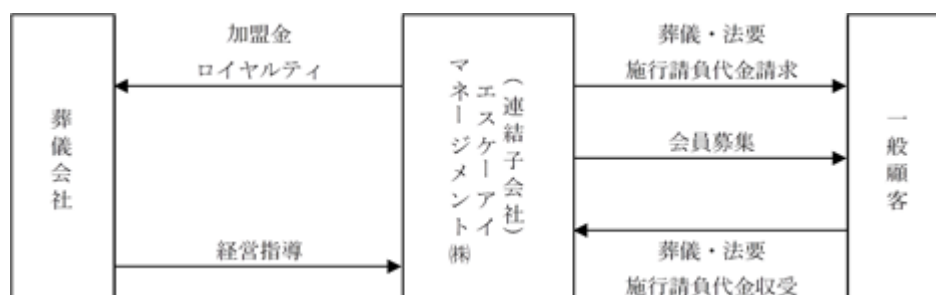 葬儀会社
加盟金
ロイヤルティ
経営指導
(連結子会社)
エスケーアイ
マネージメント㈱
葬儀・法要
施行請負代金請求
会員募集
葬儀・法要
施行請負代金収受
一般顧客